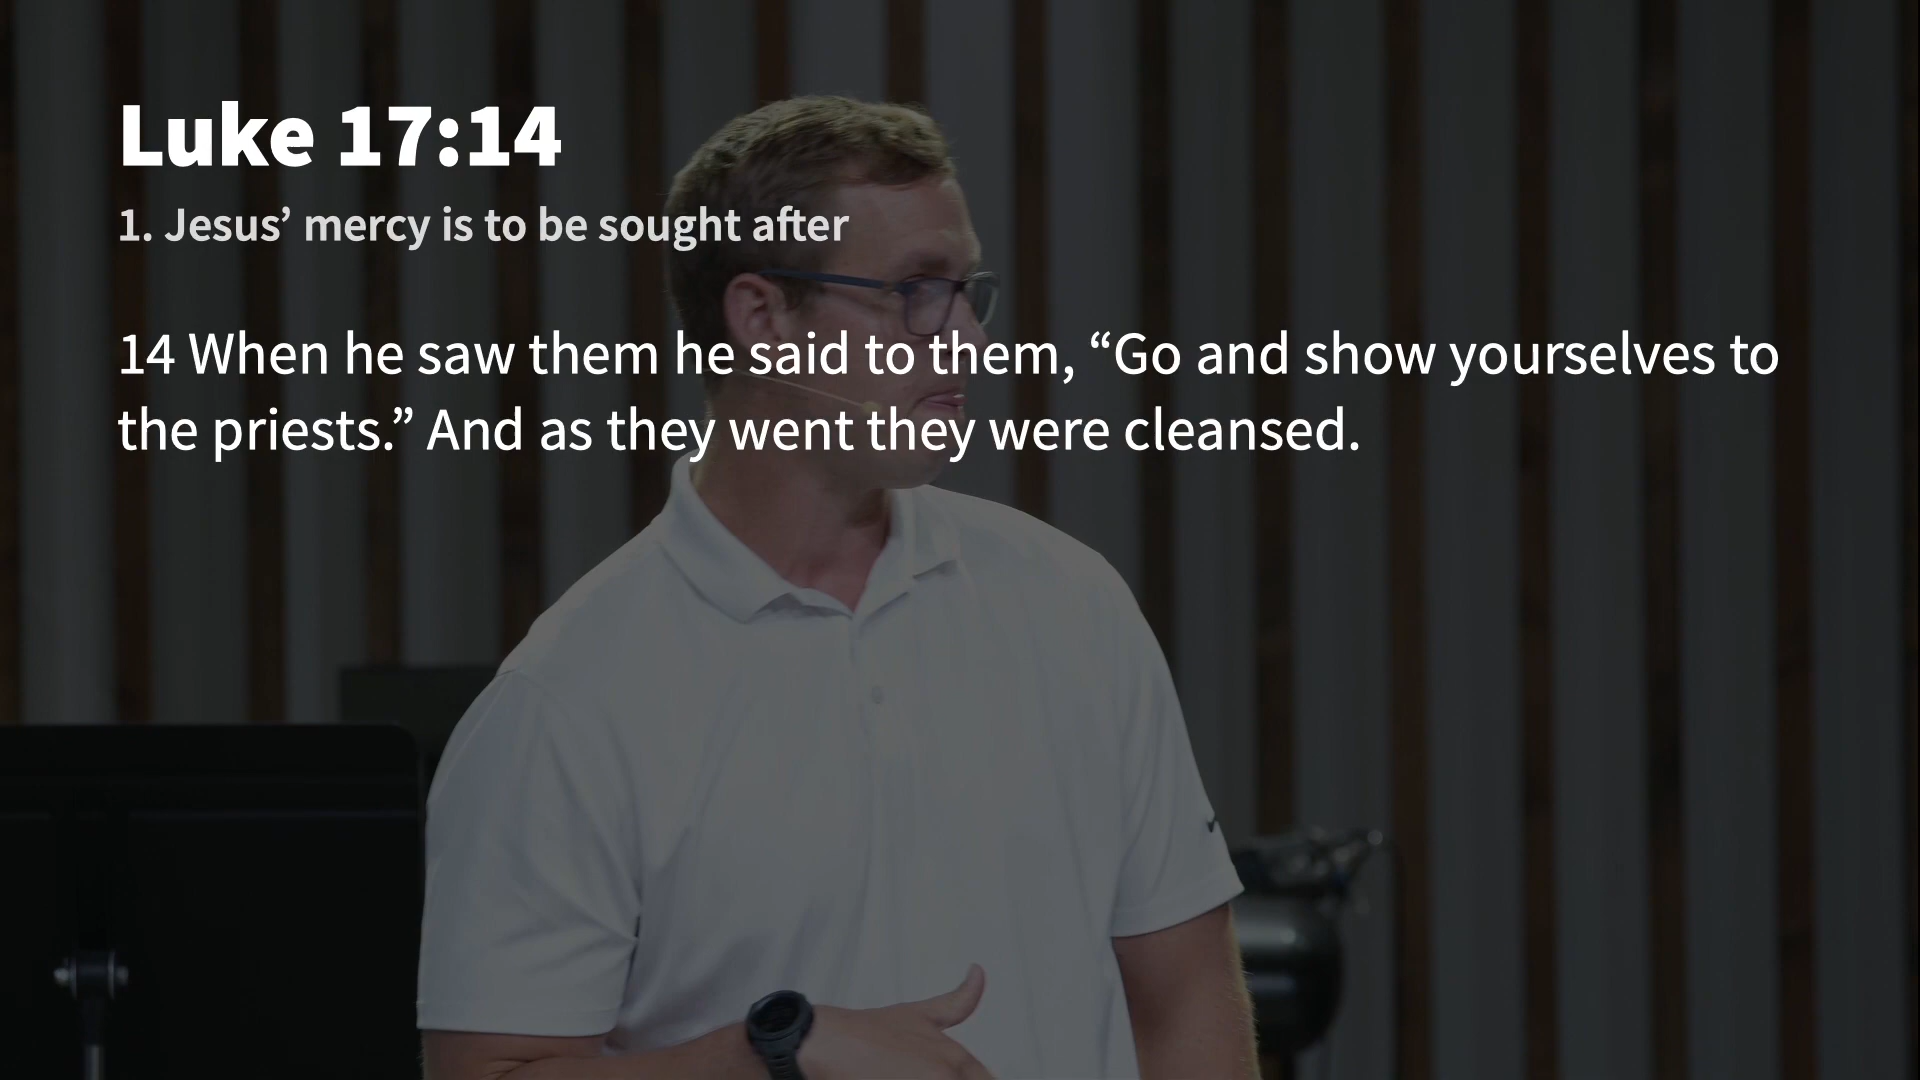 Luke 17:14
1. Jesus’ mercy is to be sought after
14 When he saw them he said to them, “Go and show yourselves to
the priests.” And as they went they were cleansed.